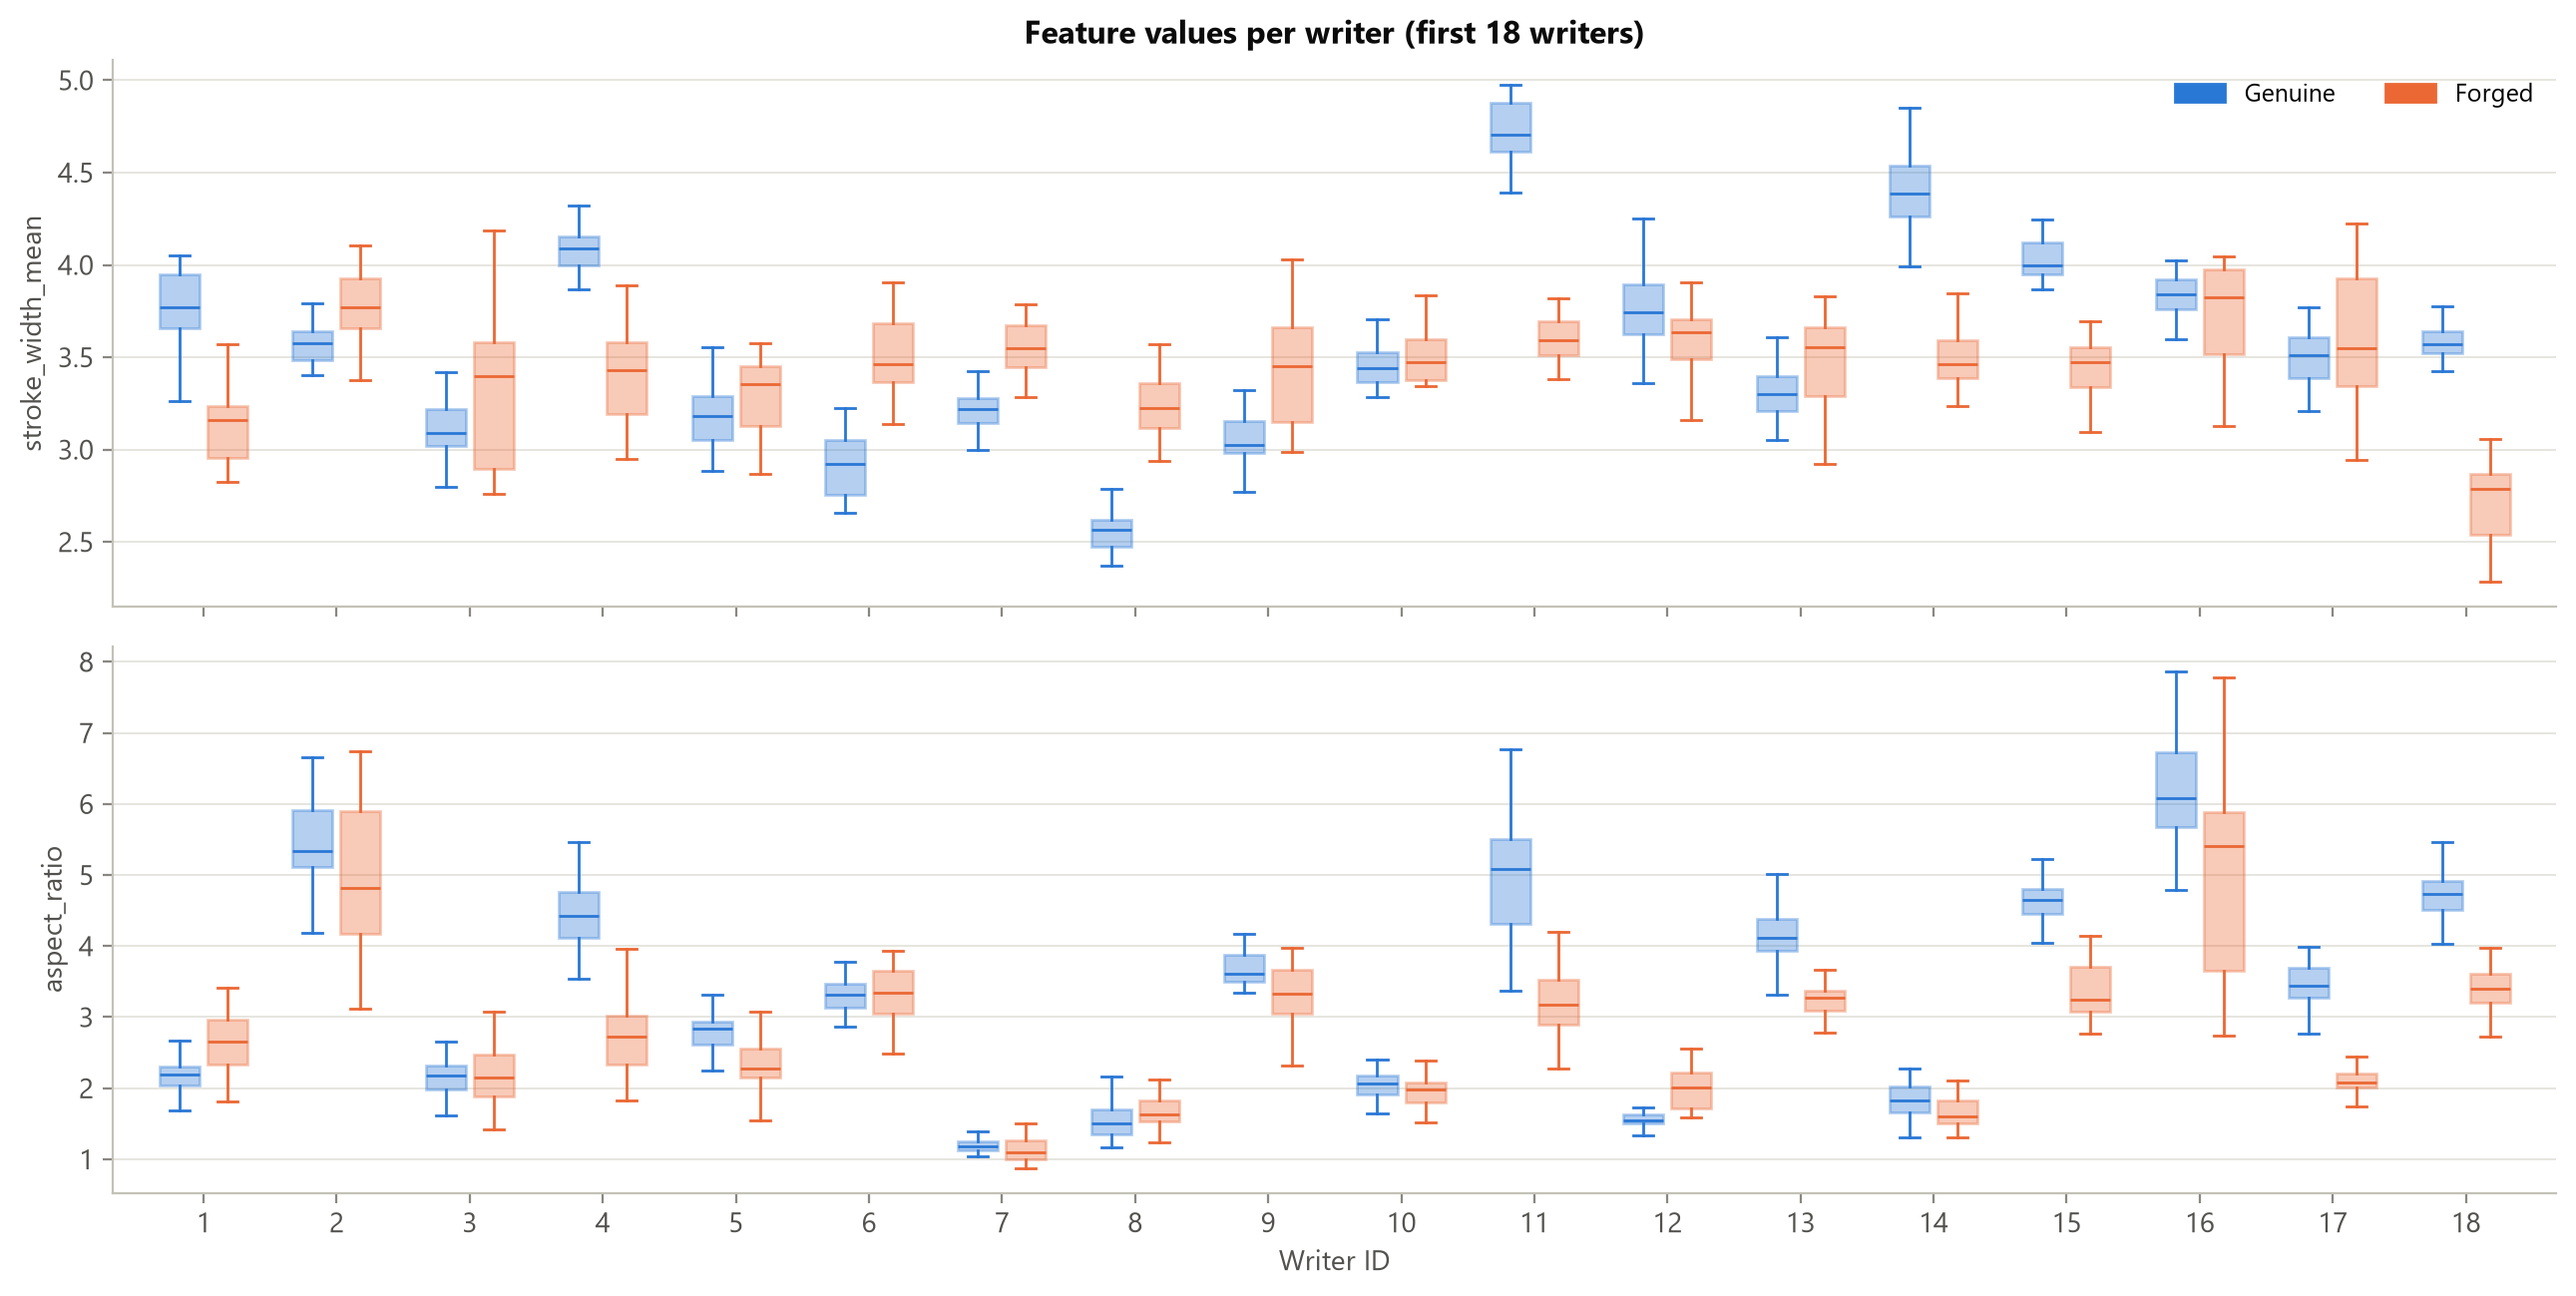 Feature values per writer (first 18 writers)
Genuine Forged
stroke_width_mean
5.0
4.5
4.0
3.5
3.0
2.5
aspect_ratio
8
7
6
5
4
3
2
1
1 2 3 4 5 6 7 8 9 10 11 12 13 14 15 16 17 18
Writer ID